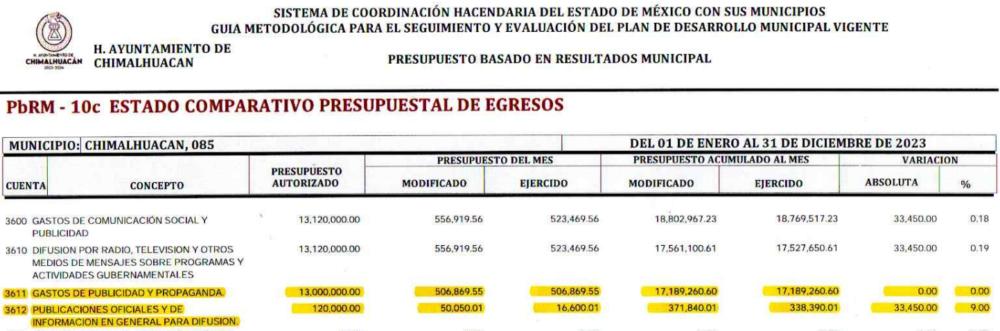 SISTEMA DE COORDINACIÓN HACENDARIA DEL ESTADO DE MÉXICO CON SUS MUNICIPIOS
GUIA METODOLÓGICA PARA EL SEGUIMIENTO Y EVALUACIÓN DEL PLAN DE DESARROLLO MUNICIPAL VIGENTE
H. AYUNTAMIENTO DE
CHIMALHUACÁN
H. AYUNTAMIENTO DE
CHIMALHUACAN
PRESUPUESTO BASADO EN RESULTADOS MUNICIPAL
PbRM - 10c ESTADO COMPARATIVO PRESUPUESTAL DE EGRESOS
MUNICIPIO: CHIMALHUACAN, 085 DEL 01 DE ENERO AL 31 DE DICIEMBRE DE 2023
PRESUPUESTO DEL MES PRESUPUESTO ACUMULADO AL MES VARIACION
CUENTA CONCEPTO PRESUPUESTO AUTORIZADO MODIFICADO EJERCIDO MODIFICADO EJERCIDO ABSOLUTA %
3600 GASTOS DE COMUNICACIÓN SOCIAL Y 13,120,000.00 556,919.56 523,469.56 18,802,967.23 18,769,517.23 33,450.00 0.18
PUBLICIDAD
3610 DIFUSION POR RADIO, TELEVISION Y OTROS 13,120,000.00 556,919.56 523,469.56 17,561,100.61 17,527,650.61 33,450.00 0.19
MEDIOS DE MENSAJES SOBRE PROGRAMAS Y
ACTIVIDADES GUBERNAMENTALES
3611 GASTOS DE PUBLICIDAD Y PROPAGANDA. 13,000,000.00 506,869.55 506,869.55 17,189,260.60 17,189,260.60 0.00 0.00
3612 PUBLICACIONES OFICIALES Y DE 120,000.00 50,050.01 16,600.01 371,840.01 338,390.01 33,450.00 9.00
INFORMACION EN GENERAL PARA DIFUSION.